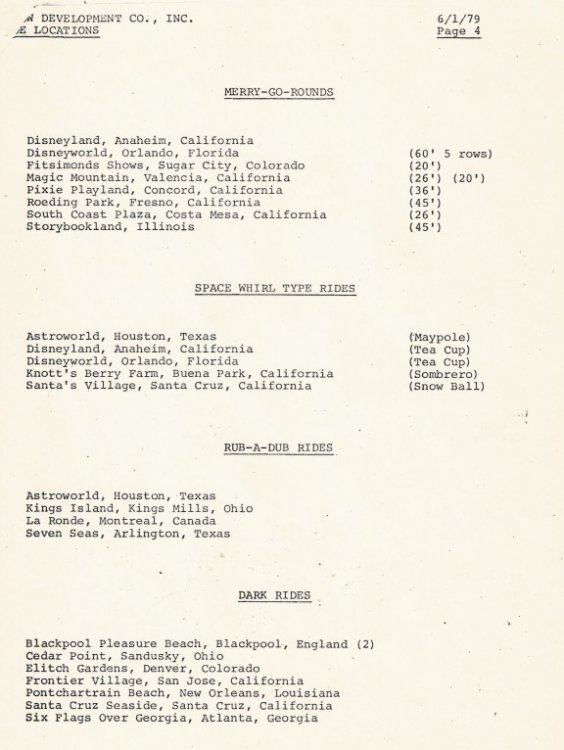 DEVELOPMENT CO., INC. 6/1/79
LOCATIONS Page 4
MERRY-GO-ROUNDS
Disneyland, Anaheim, California
Disneyworld, Orlando, Florida (60' 5 rows)
Fitsimonds Shows, Sugar City, Colorado (20')
Magic Mountain, Valencia, California (26') (20')
Pixie Playland, Concord, California (36')
Roeding Park, Fresno, California (45')
South Coast Plaza, Costa Mesa, California (26')
Storybookland, Illinois (45')
SPACE WHIRL TYPE RIDES
Astroworld, Houston, Texas (Maypole)
Disneyland, Anaheim, California (Tea Cup)
Disneyworld, Orlando, Florida (Tea Cup)
Knott's Berry Farm, Buena Park, California (Sombrero)
Santa's Village, Santa Cruz, California (Snow Ball)
RUB-A-DUB RIDES
Astroworld, Houston, Texas
Kings Island, Kings Mills, Ohio
La Ronde, Montreal, Canada
Seven Seas, Arlington, Texas
DARK RIDES
Blackpool Pleasure Beach, Blackpool, England (2)
Cedar Point, Sandusky, Ohio
Elitch Gardens, Denver, Colorado
Frontier Village, San Jose, California
Pontchartrain Beach, New Orleans, Louisiana
Santa Cruz Seaside, Santa Cruz, California
Six Flags Over Georgia, Atlanta, Georgia